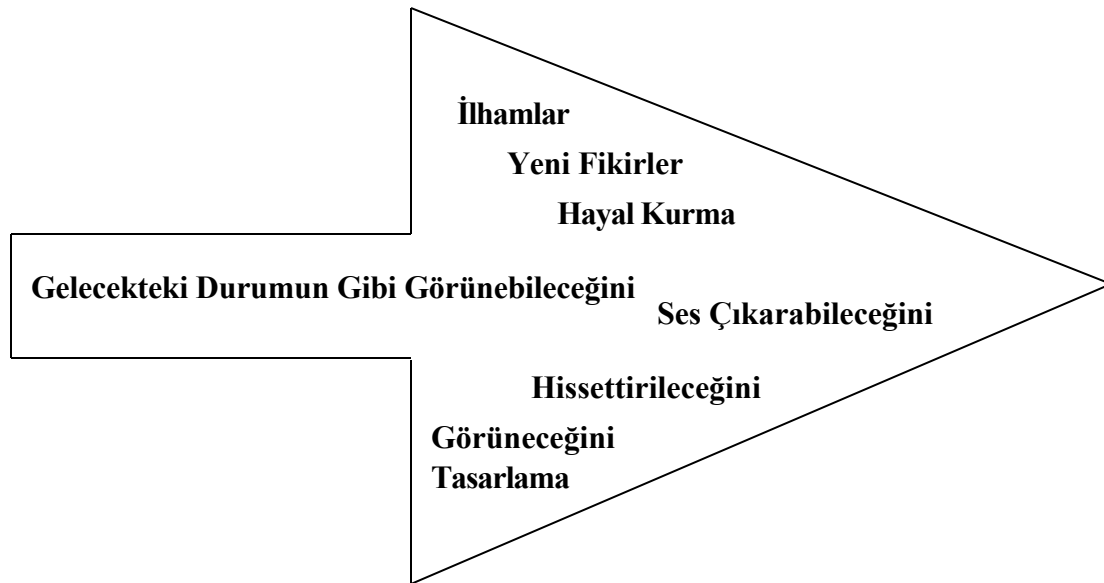 İlhamlar
Yeni Fikirler
Hayal Kurma
Gelecekteki Durumun Gibi Görünebileceğini
Ses Çıkarabileceğini
Hissettirileceğini
Görüneceğini
Tasarlama